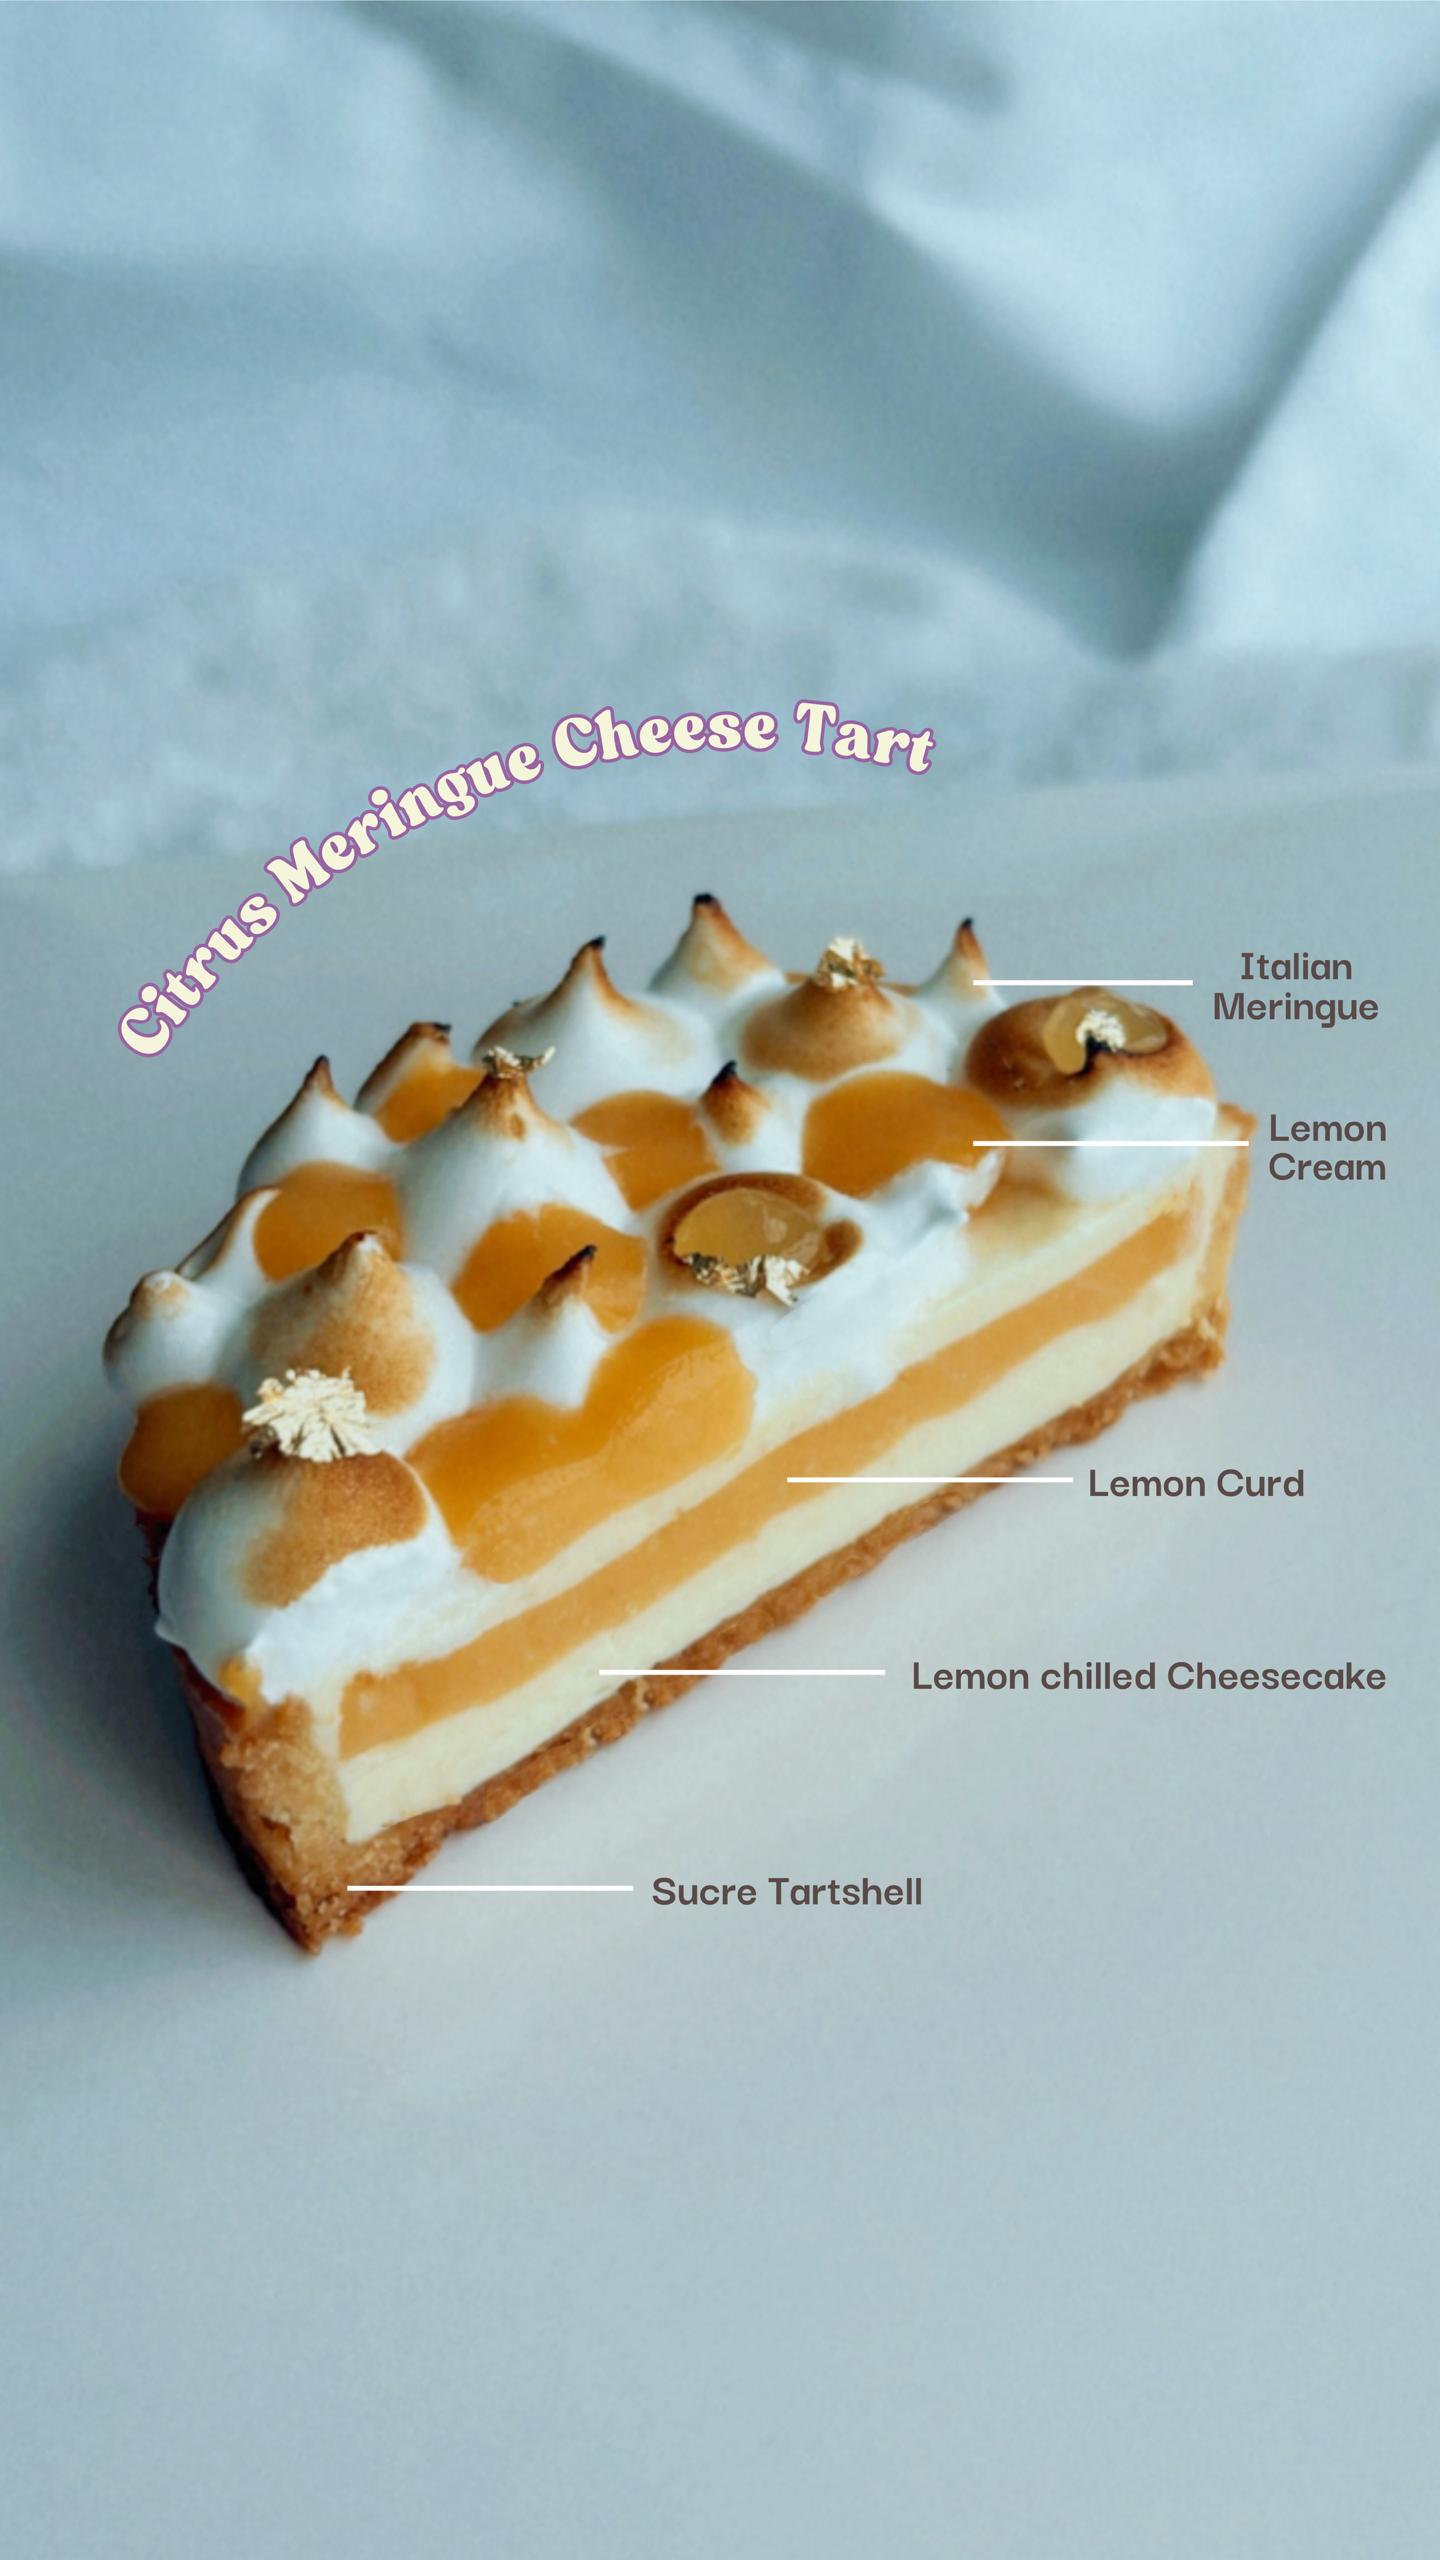 Citrus Meringue Cheese Tart
Italian
Meringue
Lemon
Cream
Lemon Curd
Lemon chilled Cheesecake
Sucre Tartshell